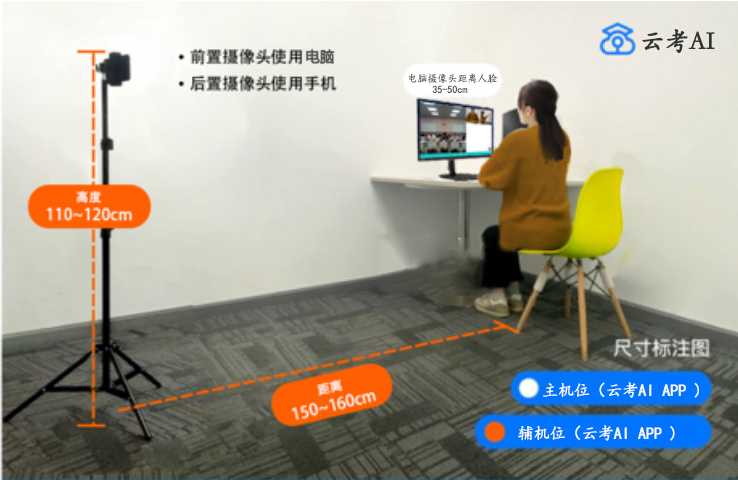 云考AI
• 前置摄像头使用电脑
• 后置摄像头使用手机
电脑摄像头距离人脸
35-50cm
高度
110~120cm
距离
150~160cm
尺寸标注图
主机位（云考AI APP ）
辅机位（云考AI APP ）